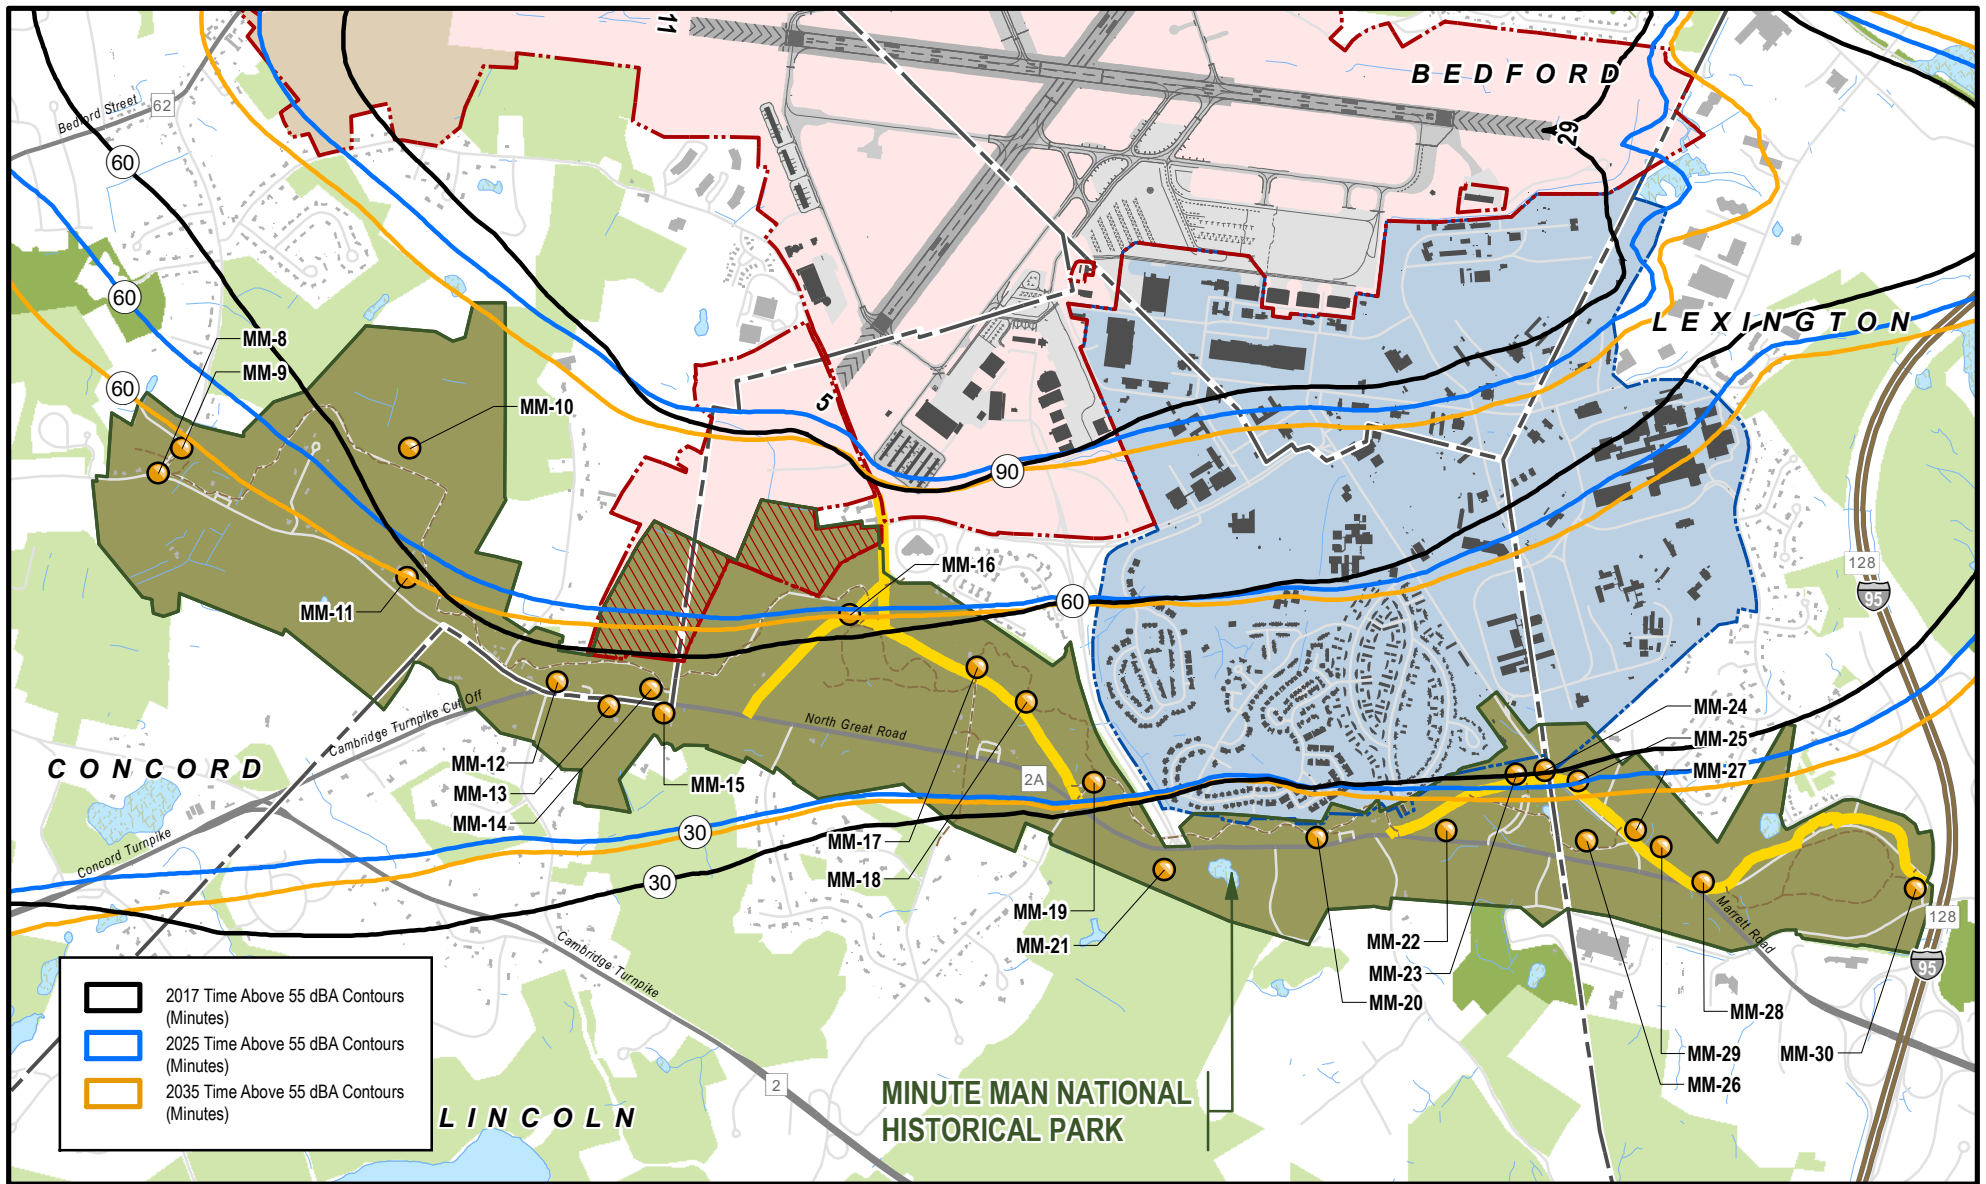 11
BEDFORD
29
62
Bedford Street
60
60
60
LEXINGTON
MM-8
MM-9
MM-10
5
90
MM-16
128
95
MM-11
60
MM-24
MM-25
MM-27
North Great Road
Cambridge Turnpike Cut Off
CONCORD
MM-12
MM-13
MM-14
MM-15
2A
30
Concord Turnpike
MM-17
MM-18
30
MM-19
MM-21
MM-22
MM-23
MM-20
Marrett Road
128
95
Cambridge Turnpike
MM-28
MM-29
MM-30
MM-26
2
2017 Time Above 55 dBA Contours
(Minutes)
2025 Time Above 55 dBA Contours
(Minutes)
2035 Time Above 55 dBA Contours
(Minutes)
LINCOLN
MINUTE MAN NATIONAL
HISTORICAL PARK